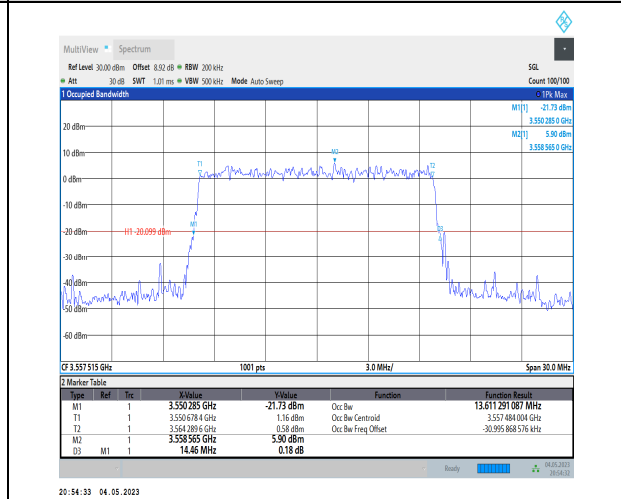 MultiView Spectrum
Ref Level 30.00 dBm Offset 8.92 dB RBW 200 kHz SGL
Att 30 dB SWT 1.01 ms VBW 500 kHz Mode Auto Sweep Count 100/100
1 Occupied Bandwidth 1Pk Max
M1[1] -21.73 dBm
3.550 285 0 GHz
M2[1] 5.90 dBm
3.558 565 0 GHz
20 dBm
10 dBm
0 dBm
-10 dBm
-20 dBm
-30 dBm
-40 dBm
-50 dBm
-60 dBm
T1
M2
T2
M1
H1 -20.099 dBm
D3
CF 3.557 515 GHz 1001 pts 3.0 MHz/ Span 30.0 MHz
2 Marker Table
Type Ref Trc X-Value Y-Value Function Function Result
M1 1 3.550 285 GHz -21.73 dBm Occ Bw 13.611 291 087 MHz
T1 1 3.550 678 4 GHz 1.16 dBm Occ Bw Centroid 3.557 484 004 GHz
T2 1 3.564 289 6 GHz 0.58 dBm Occ Bw Freq Offset -30.995 868 576 kHz
M2 1 3.558 565 GHz 5.90 dBm
D3 M1 1 14.46 MHz 0.18 dB
Ready 04.05.2023
20:54:33
20:54:33 04.05.2023